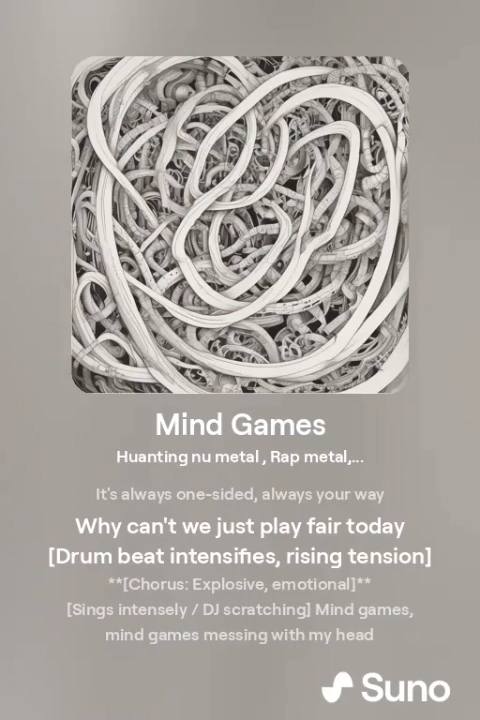 Mind Games
Huanting nu metal , Rap metal,...
It's always one-sided, always your way
Why can't we just play fair today
[Drum beat intensifies, rising tension]
**[Chorus: Explosive, emotional]**
[Sings intensely / DJ scratching] Mind games,
mind games messing with my head
Suno